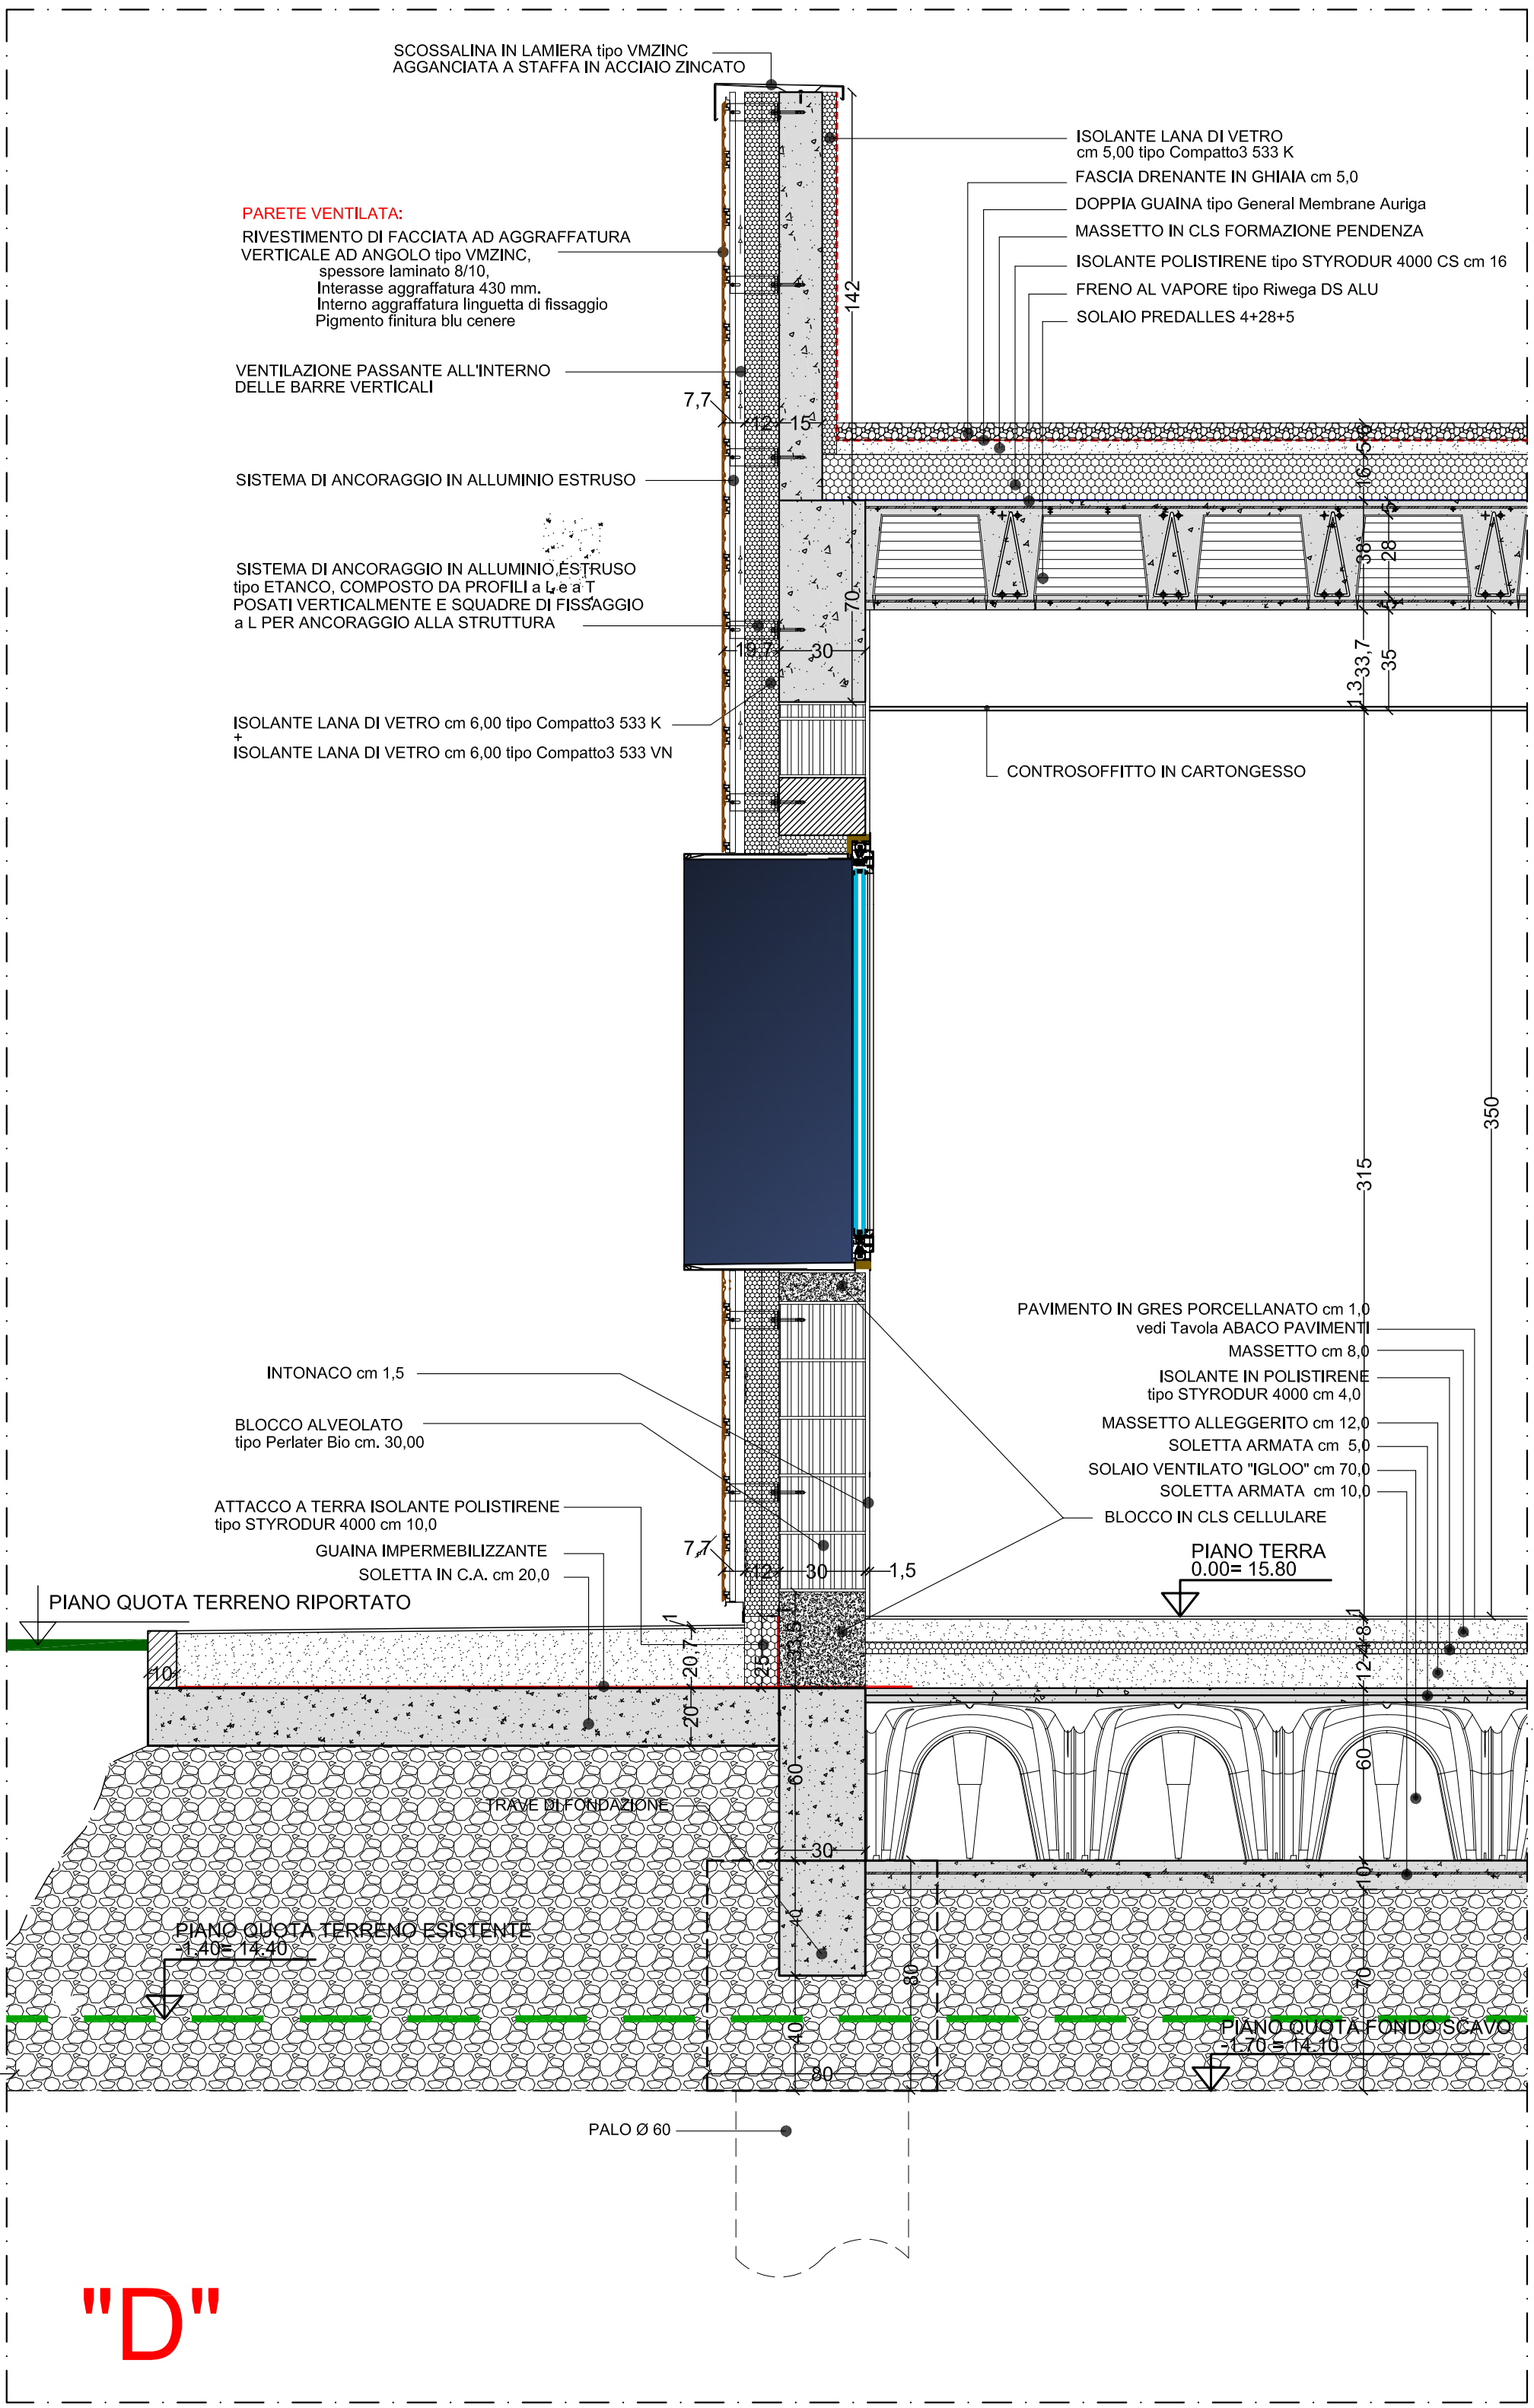 SCOSSALINA IN LAMIERA tipo VMZINC
AGGANCIATA A STAFFA IN ACCIAIO ZINCATO
ISOLANTE LANA DI VETRO
cm 5,00 tipo Compatto3 533 K
FASCIA DRENANTE IN GHIAIA cm 5,0
DOPPIA GUAINA tipo General Membrane Auriga
MASSETTO IN CLS FORMAZIONE PENDENZA
ISOLANTE POLISTIRENE tipo STYRODUR 4000 CS cm 16
FRENO AL VAPORE tipo Riwega DS ALU
SOLAIO PREDALLES 4+28+5
PARETE VENTILATA:
RIVESTIMENTO DI FACCIATA AD AGGRAFFATURA
VERTICALE AD ANGOLO tipo VMZINC,
spessore laminato 8/10,
Interasse aggraffatura 430 mm.
Interno aggraffatura linguetta di fissaggio
Pigmento finitura blu cenere
142
VENTILAZIONE PASSANTE ALL'INTERNO
DELLE BARRE VERTICALI
7,7
12
15
5
16
SISTEMA DI ANCORAGGIO IN ALLUMINIO ESTRUSO
5
38
28
5
SISTEMA DI ANCORAGGIO IN ALLUMINIO ESTRUSO
tipo ETANCO, COMPOSTO DA PROFILI a L e a T
POSATI VERTICALMENTE E SQUADRE DI FISSAGGIO
a L PER ANCORAGGIO ALLA STRUTTURA
70
19,7
30
33,7
35
1,3
ISOLANTE LANA DI VETRO cm 6,00 tipo Compatto3 533 K
+
ISOLANTE LANA DI VETRO cm 6,00 tipo Compatto3 533 VN
CONTROSOFFITTO IN CARTONGESSO
350
315
PAVIMENTO IN GRES PORCELLANATO cm 1,0
vedi Tavola ABACO PAVIMENTI
MASSETTO cm 8,0
ISOLANTE IN POLISTIRENE
tipo STYRODUR 4000 cm 4,0
MASSETTO ALLEGGERITO cm 12,0
SOLETTA ARMATA cm 5,0
SOLAIO VENTILATO "IGLOO" cm 70,0
SOLETTA ARMATA cm 10,0
BLOCCO IN CLS CELLULARE
INTONACO cm 1,5
BLOCCO ALVEOLATO
tipo Perlater Bio cm. 30,00
ATTACCO A TERRA ISOLANTE POLISTIRENE
tipo STYRODUR 4000 cm 10,0
GUAINA IMPERMEBILIZZANTE
SOLETTA IN C.A. cm 20,0
7,7
12
30
1,5
PIANO TERRA
0.00= 15.80
PIANO QUOTA TERRENO RIPORTATO
1
20,7
20
10
25
33,5
1
8
4
12
60
60
10
70
TRAVE DI FONDAZIONE
30
40
80
40
80
PIANO QUOTA TERRENO ESISTENTE
-1.40= 14.40
PIANO QUOTA FONDO SCAVO
-1.70 = 14.10
PALO Ø 60
"D"